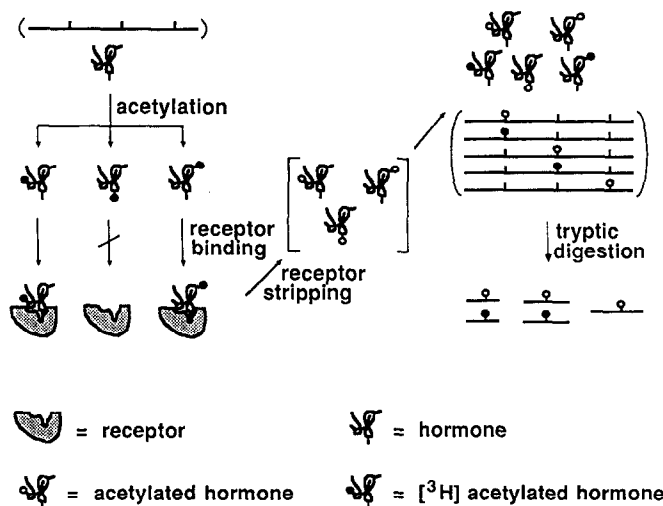 acetylation
receptor
binding
receptor
stripping
tryptic
digestion
= receptor
= hormone
= acetylated hormone
= [³H] acetylated hormone